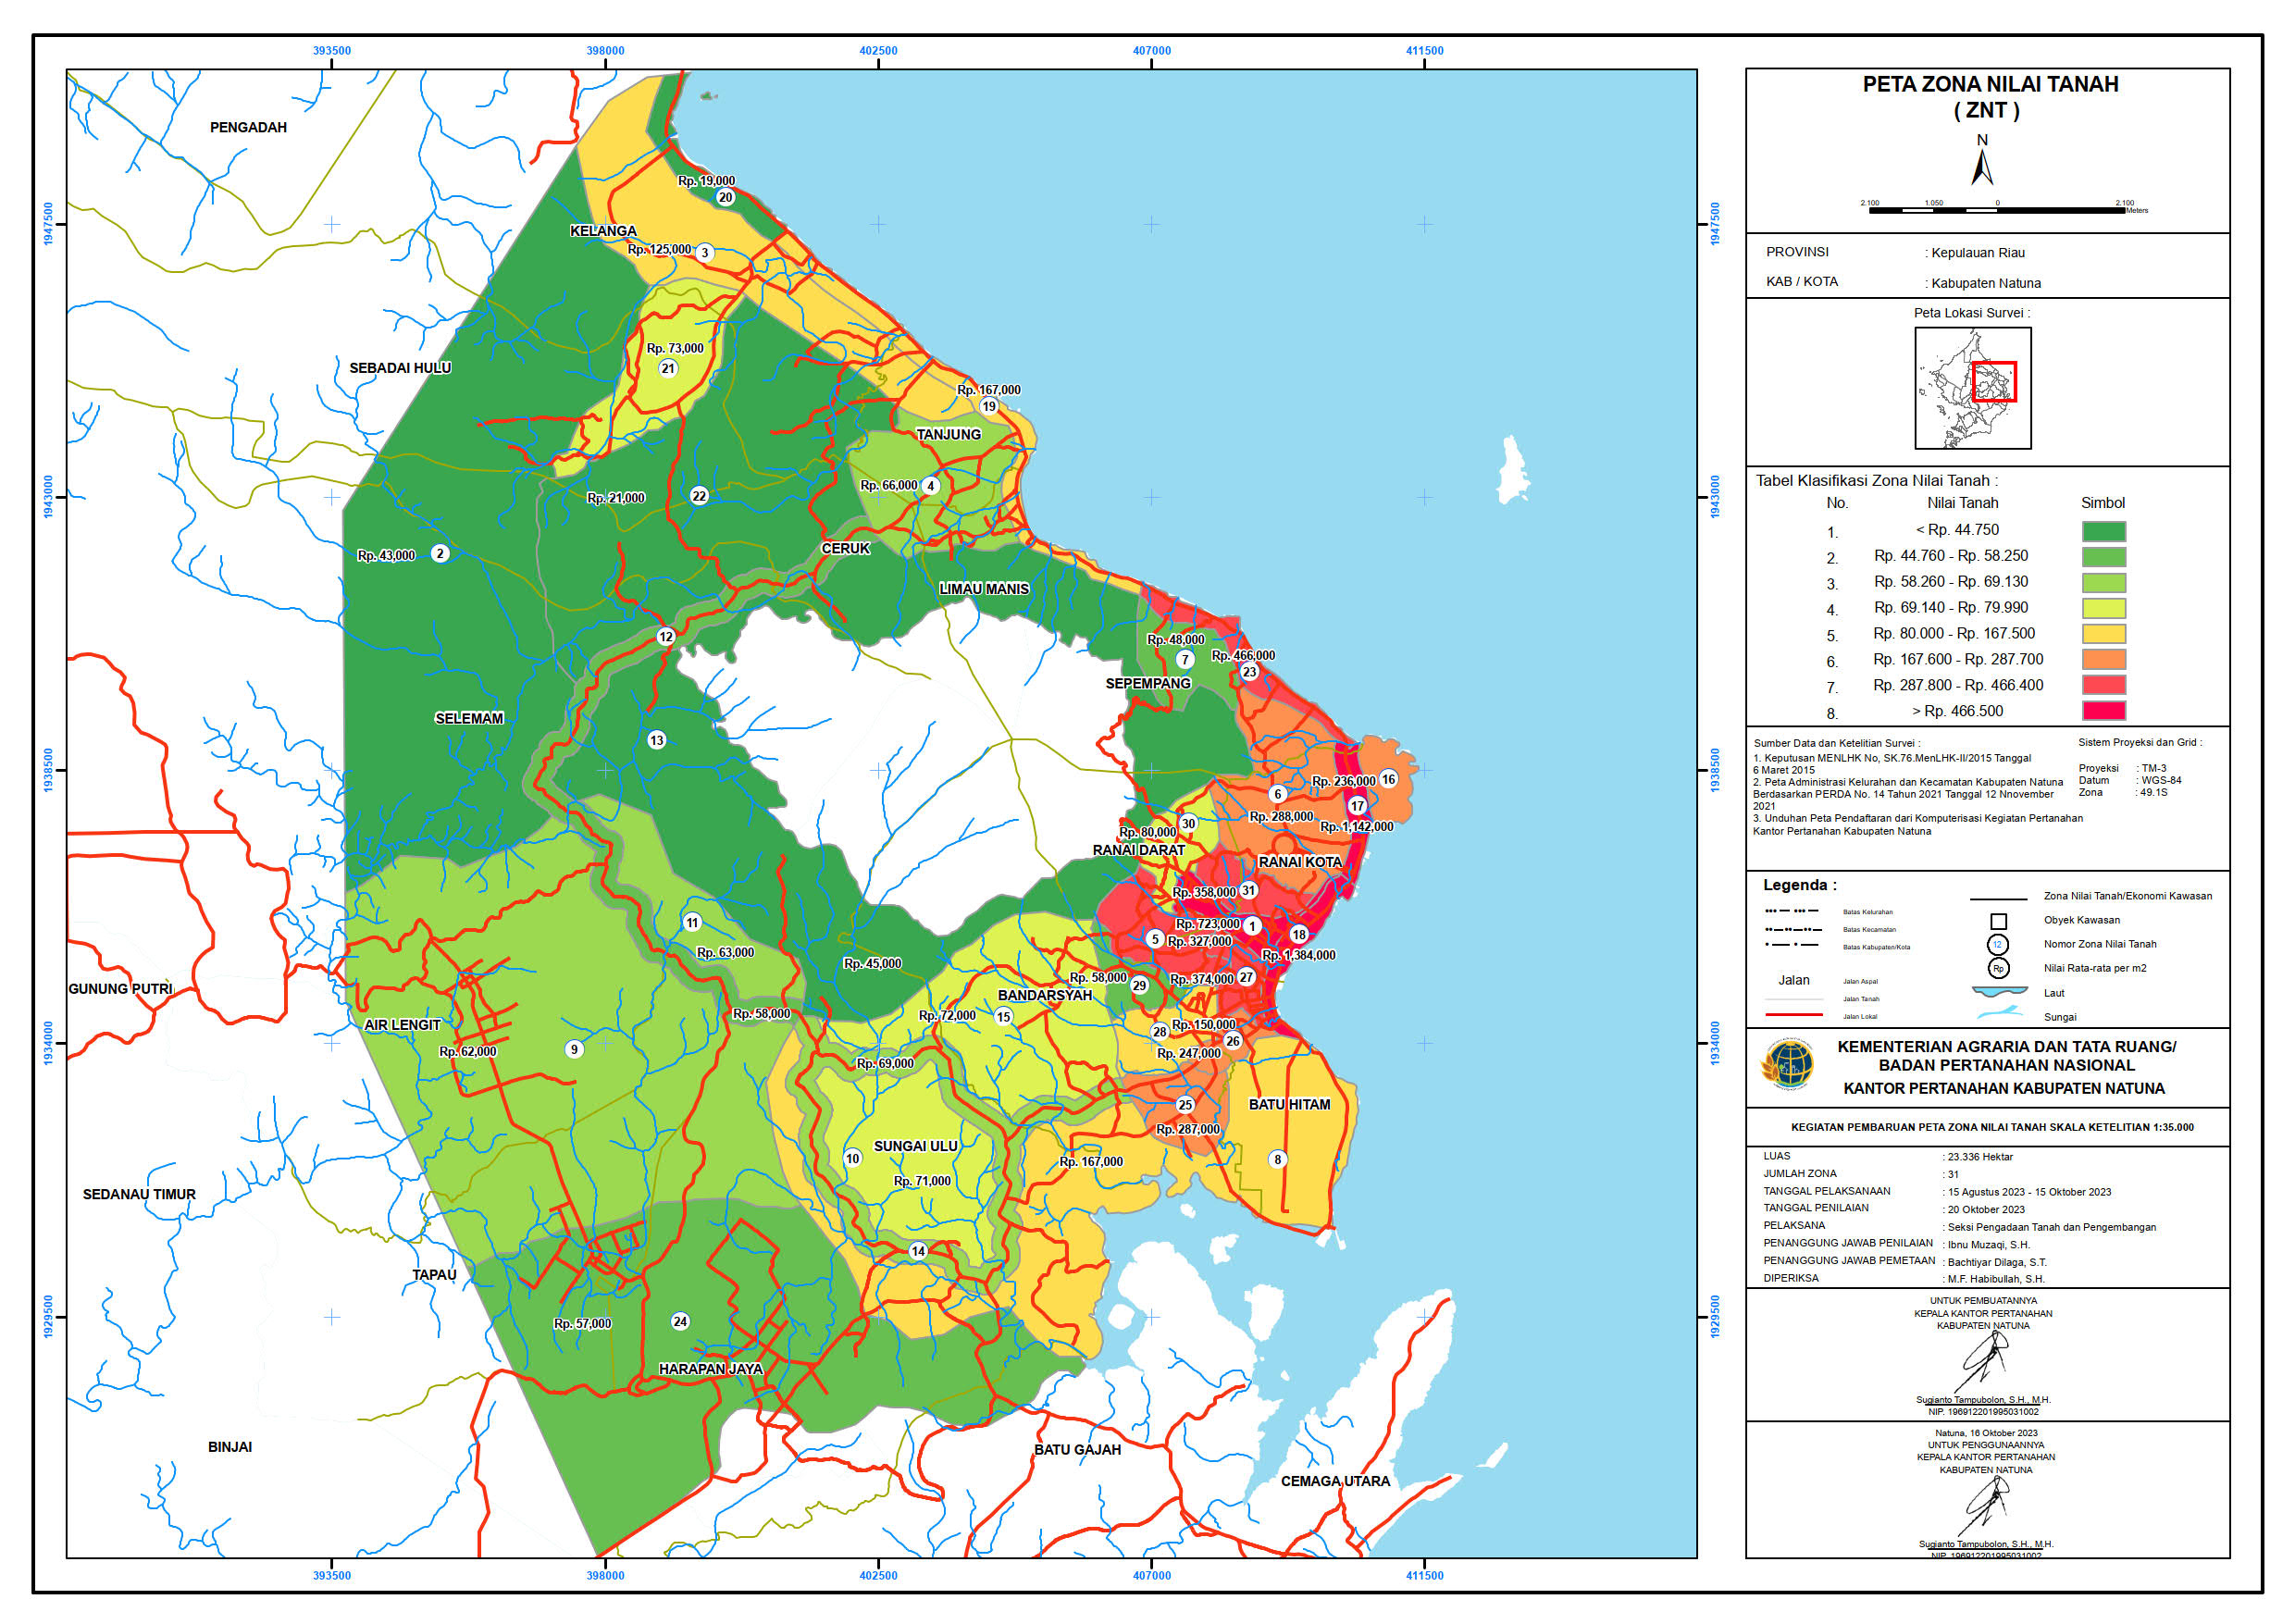 393500
398000
402500
407000
411500
1947500
1943000
1938500
1934000
1929500
PENGADAH
Rp. 19,000
20
KELANGA
Rp. 125,000
3
Rp. 73,000
21
SEBADAI HULU
Rp. 167,000
19
TANJUNG
Rp. 66,000
4
Rp. 21,000
22
Rp. 43,000
2
CERUK
LIMAU MANIS
12
Rp. 48,000
7
Rp. 466,000
23
SEPEMPANG
SELEMAM
13
Rp. 236,000
16
6
17
Rp. 288,000
Rp. 1,142,000
30
Rp. 80,000
RANAI DARAT
RANAI KOTA
Rp. 358,000
31
11
Rp. 723,000
1
18
5
Rp. 327,000
Rp. 63,000
Rp. 45,000
Rp. 1,384,000
Rp. 58,000
29
Rp. 374,000
27
GUNUNG PUTRI
BANDARSYAH
Rp. 58,000
Rp. 72,000
15
AIR LENGIT
Rp. 62,000
9
28
Rp. 150,000
26
Rp. 247,000
Rp. 69,000
25
BATU HITAM
Rp. 287,000
SUNGAI ULU
10
Rp. 71,000
Rp. 167,000
8
SEDANAU TIMUR
14
TAPAU
Rp. 57,000
24
HARAPAN JAYA
BINJAI
BATU GAJAH
CEMAGA UTARA
393500
398000
402500
407000
411500
1947500
1943000
1938500
1934000
1929500
PETA ZONA NILAI TANAH
( ZNT )
N
2.100 1.050 0 2.100
Meters
PROVINSI : Kepulauan Riau
KAB / KOTA : Kabupaten Natuna
Peta Lokasi Survei :
Tabel Klasifikasi Zona Nilai Tanah :
No. Nilai Tanah Simbol
1. < Rp. 44.750
2. Rp. 44.760 - Rp. 58.250
3. Rp. 58.260 - Rp. 69.130
4. Rp. 69.140 - Rp. 79.990
5. Rp. 80.000 - Rp. 167.500
6. Rp. 167.600 - Rp. 287.700
7. Rp. 287.800 - Rp. 466.400
8. > Rp. 466.500
Sumber Data dan Ketelitian Survei :
1. Keputusan MENLHK No, SK.76.MenLHK-II/2015 Tanggal
6 Maret 2015
2. Peta Administrasi Kelurahan dan Kecamatan Kabupaten Natuna
Berdasarkan PERDA No. 14 Tahun 2021 Tanggal 12 Nnovember
2021
3. Unduhan Peta Pendaftaran dari Komputerisasi Kegiatan Pertanahan
Kantor Pertanahan Kabupaten Natuna
Sistem Proyeksi dan Grid :
Proyeksi : TM-3
Datum : WGS-84
Zona : 49.1S
Legenda :
Batas Kelurahan
Batas Kecamatan
Batas Kabupaten/Kota
Jalan
Jalan Aspal
Jalan Tanah
Jalan Lokal
Zona Nilai Tanah/Ekonomi Kawasan
Obyek Kawasan
12 Nomor Zona Nilai Tanah
Rp Nilai Rata-rata per m2
Laut
Sungai
KEMENTERIAN AGRARIA DAN TATA RUANG/
BADAN PERTANAHAN NASIONAL
KANTOR PERTANAHAN KABUPATEN NATUNA
KEGIATAN PEMBARUAN PETA ZONA NILAI TANAH SKALA KETELITIAN 1:35.000
LUAS : 23.336 Hektar
JUMLAH ZONA : 31
TANGGAL PELAKSANAAN : 15 Agustus 2023 - 15 Oktober 2023
TANGGAL PENILAIAN : 20 Oktober 2023
PELAKSANA : Seksi Pengadaan Tanah dan Pengembangan
PENANGGUNG JAWAB PENILAIAN : Ibnu Muzaqi, S.H.
PENANGGUNG JAWAB PEMETAAN : Bachtiyar Dilaga, S.T.
DIPERIKSA : M.F. Habibullah, S.H.
UNTUK PEMBUATANNYA
KEPALA KANTOR PERTANAHAN
KABUPATEN NATUNA
Sugianto Tampubolon, S.H., M.H.
NIP. 196912201995031002
Natuna, 16 Oktober 2023
UNTUK PENGGUNAANNYA
KEPALA KANTOR PERTANAHAN
KABUPATEN NATUNA
Sugianto Tampubolon, S.H., M.H.
NIP. 196912201995031002